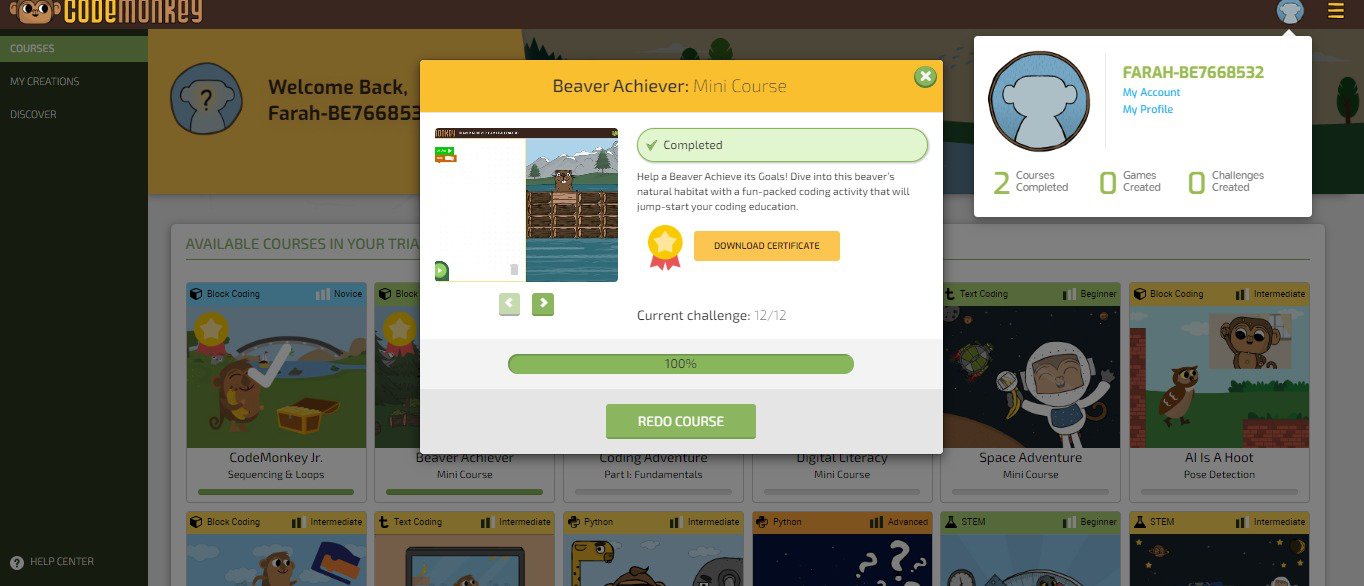 CODEMONKEY
COURSES
MY CREATIONS
DISCOVER
HELP CENTER
Welcome Back,
Farah-BE766853
FARAH-BE7668532
My Account
My Profile
2 Courses Completed
0 Games Created
0 Challenges Created
Beaver Achiever: Mini Course
Completed
Help a Beaver Achieve its Goals! Dive into this beaver's
natural habitat with a fun-packed coding activity that will
jump-start your coding education.
DOWNLOAD CERTIFICATE
Current challenge: 12/12
100%
REDO COURSE
AVAILABLE COURSES IN YOUR TRIA
Block Coding Novice
CodeMonkey Jr.
Sequencing & Loops
Beaver Achiever
Mini Course
Coding Adventure
Part I: Fundamentals
Digital Literacy
Mini Course
Text Coding Beginner
Space Adventure
Mini Course
Block Coding Intermediate
AI Is A Hoot
Pose Detection
Block Coding Intermediate
Text Coding Intermediate
Python Intermediate
Python Advanced
STEM Beginner
STEM Intermediate